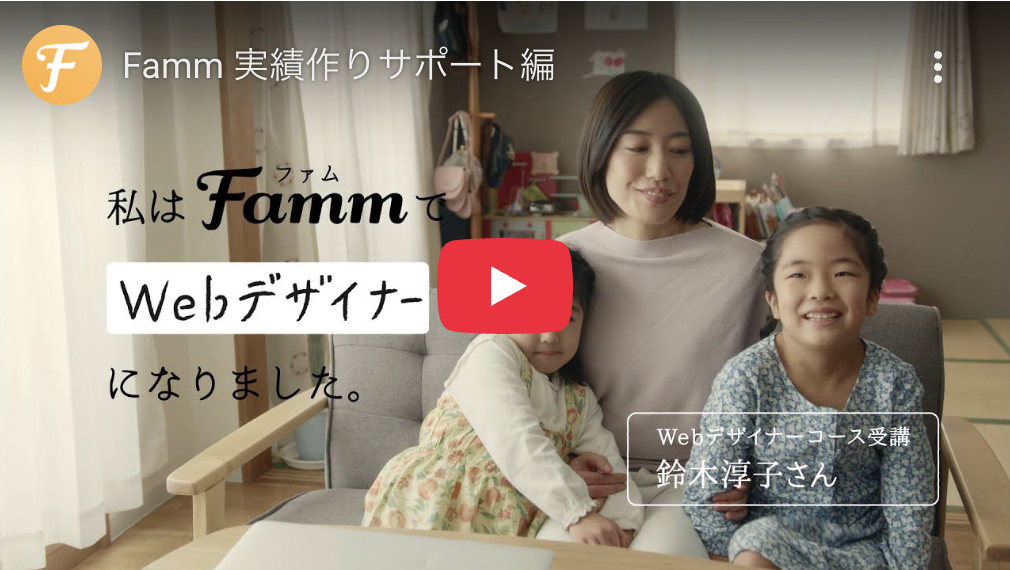 Famm 実績作りサポート編
ファム
私は Famm で
Webデザイナー
になりました。
Webデザイナーコース受講
鈴木淳子さん